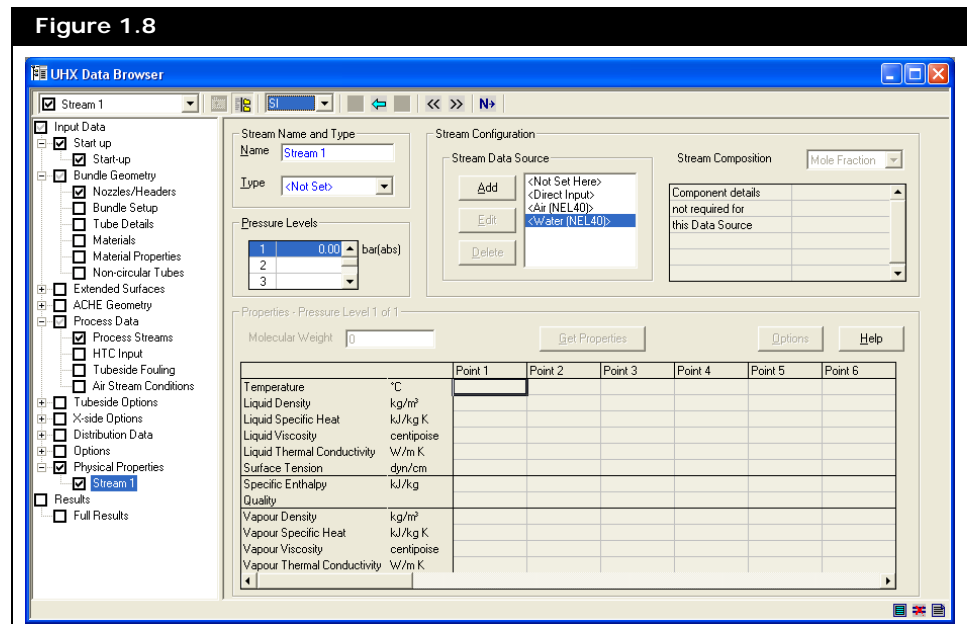 Figure 1.8
UHX Data Browser
Stream 1
SI
N
Input Data
Start up
Start-up
Bundle Geometry
Nozzles/Headers
Bundle Setup
Tube Details
Materials
Material Properties
Non-circular Tubes
Extended Surfaces
ACHE Geometry
Process Data
Process Streams
HTC Input
Tubeside Fouling
Air Stream Conditions
Tubeside Options
X-side Options
Distribution Data
Options
Physical Properties
Stream 1
Results
Full Results
Stream Name and Type
Name Stream 1
Type <Not Set>
Pressure Levels
1 0.00 bar(abs)
2
3
Stream Configuration
Stream Data Source
Add
Edit
Delete
<Not Set Here>
<Direct Input>
<Air (NEL40)>
<Water (NEL40)>
Stream Composition Mole Fraction
Component details
not required for
this Data Source
Properties - Pressure Level 1 of 1
Molecular Weight 0 Get Properties Options Help
Point 1 Point 2 Point 3 Point 4 Point 5 Point 6
Temperature °C
Liquid Density kg/m³
Liquid Specific Heat kJ/kg K
Liquid Viscosity centipoise
Liquid Thermal Conductivity W/m K
Surface Tension dyn/cm
Specific Enthalpy kJ/kg
Quality
Vapour Density kg/m³
Vapour Specific Heat kJ/kg K
Vapour Viscosity centipoise
Vapour Thermal Conductivity W/m K